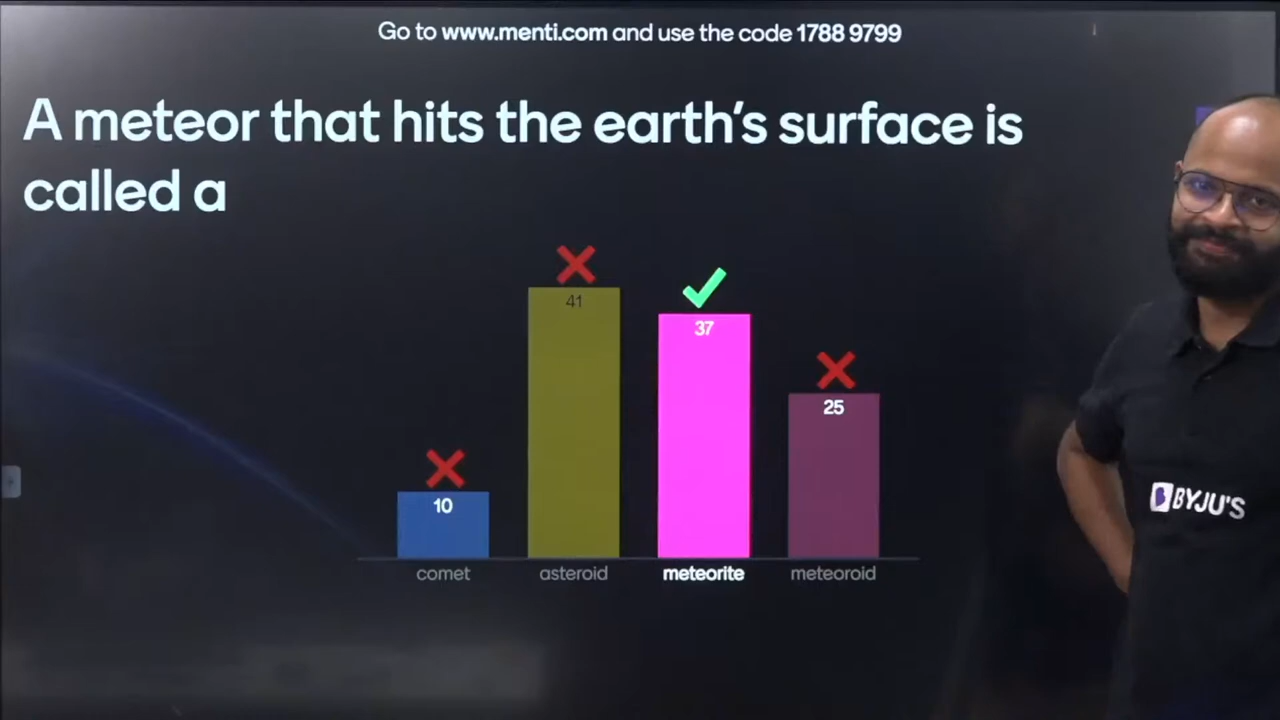 Go to www.menti.com and use the code 1788 9799
A meteor that hits the earth's surface is
called a
41
37
25
10
comet
asteroid
meteorite
meteoroid
BYJU'S